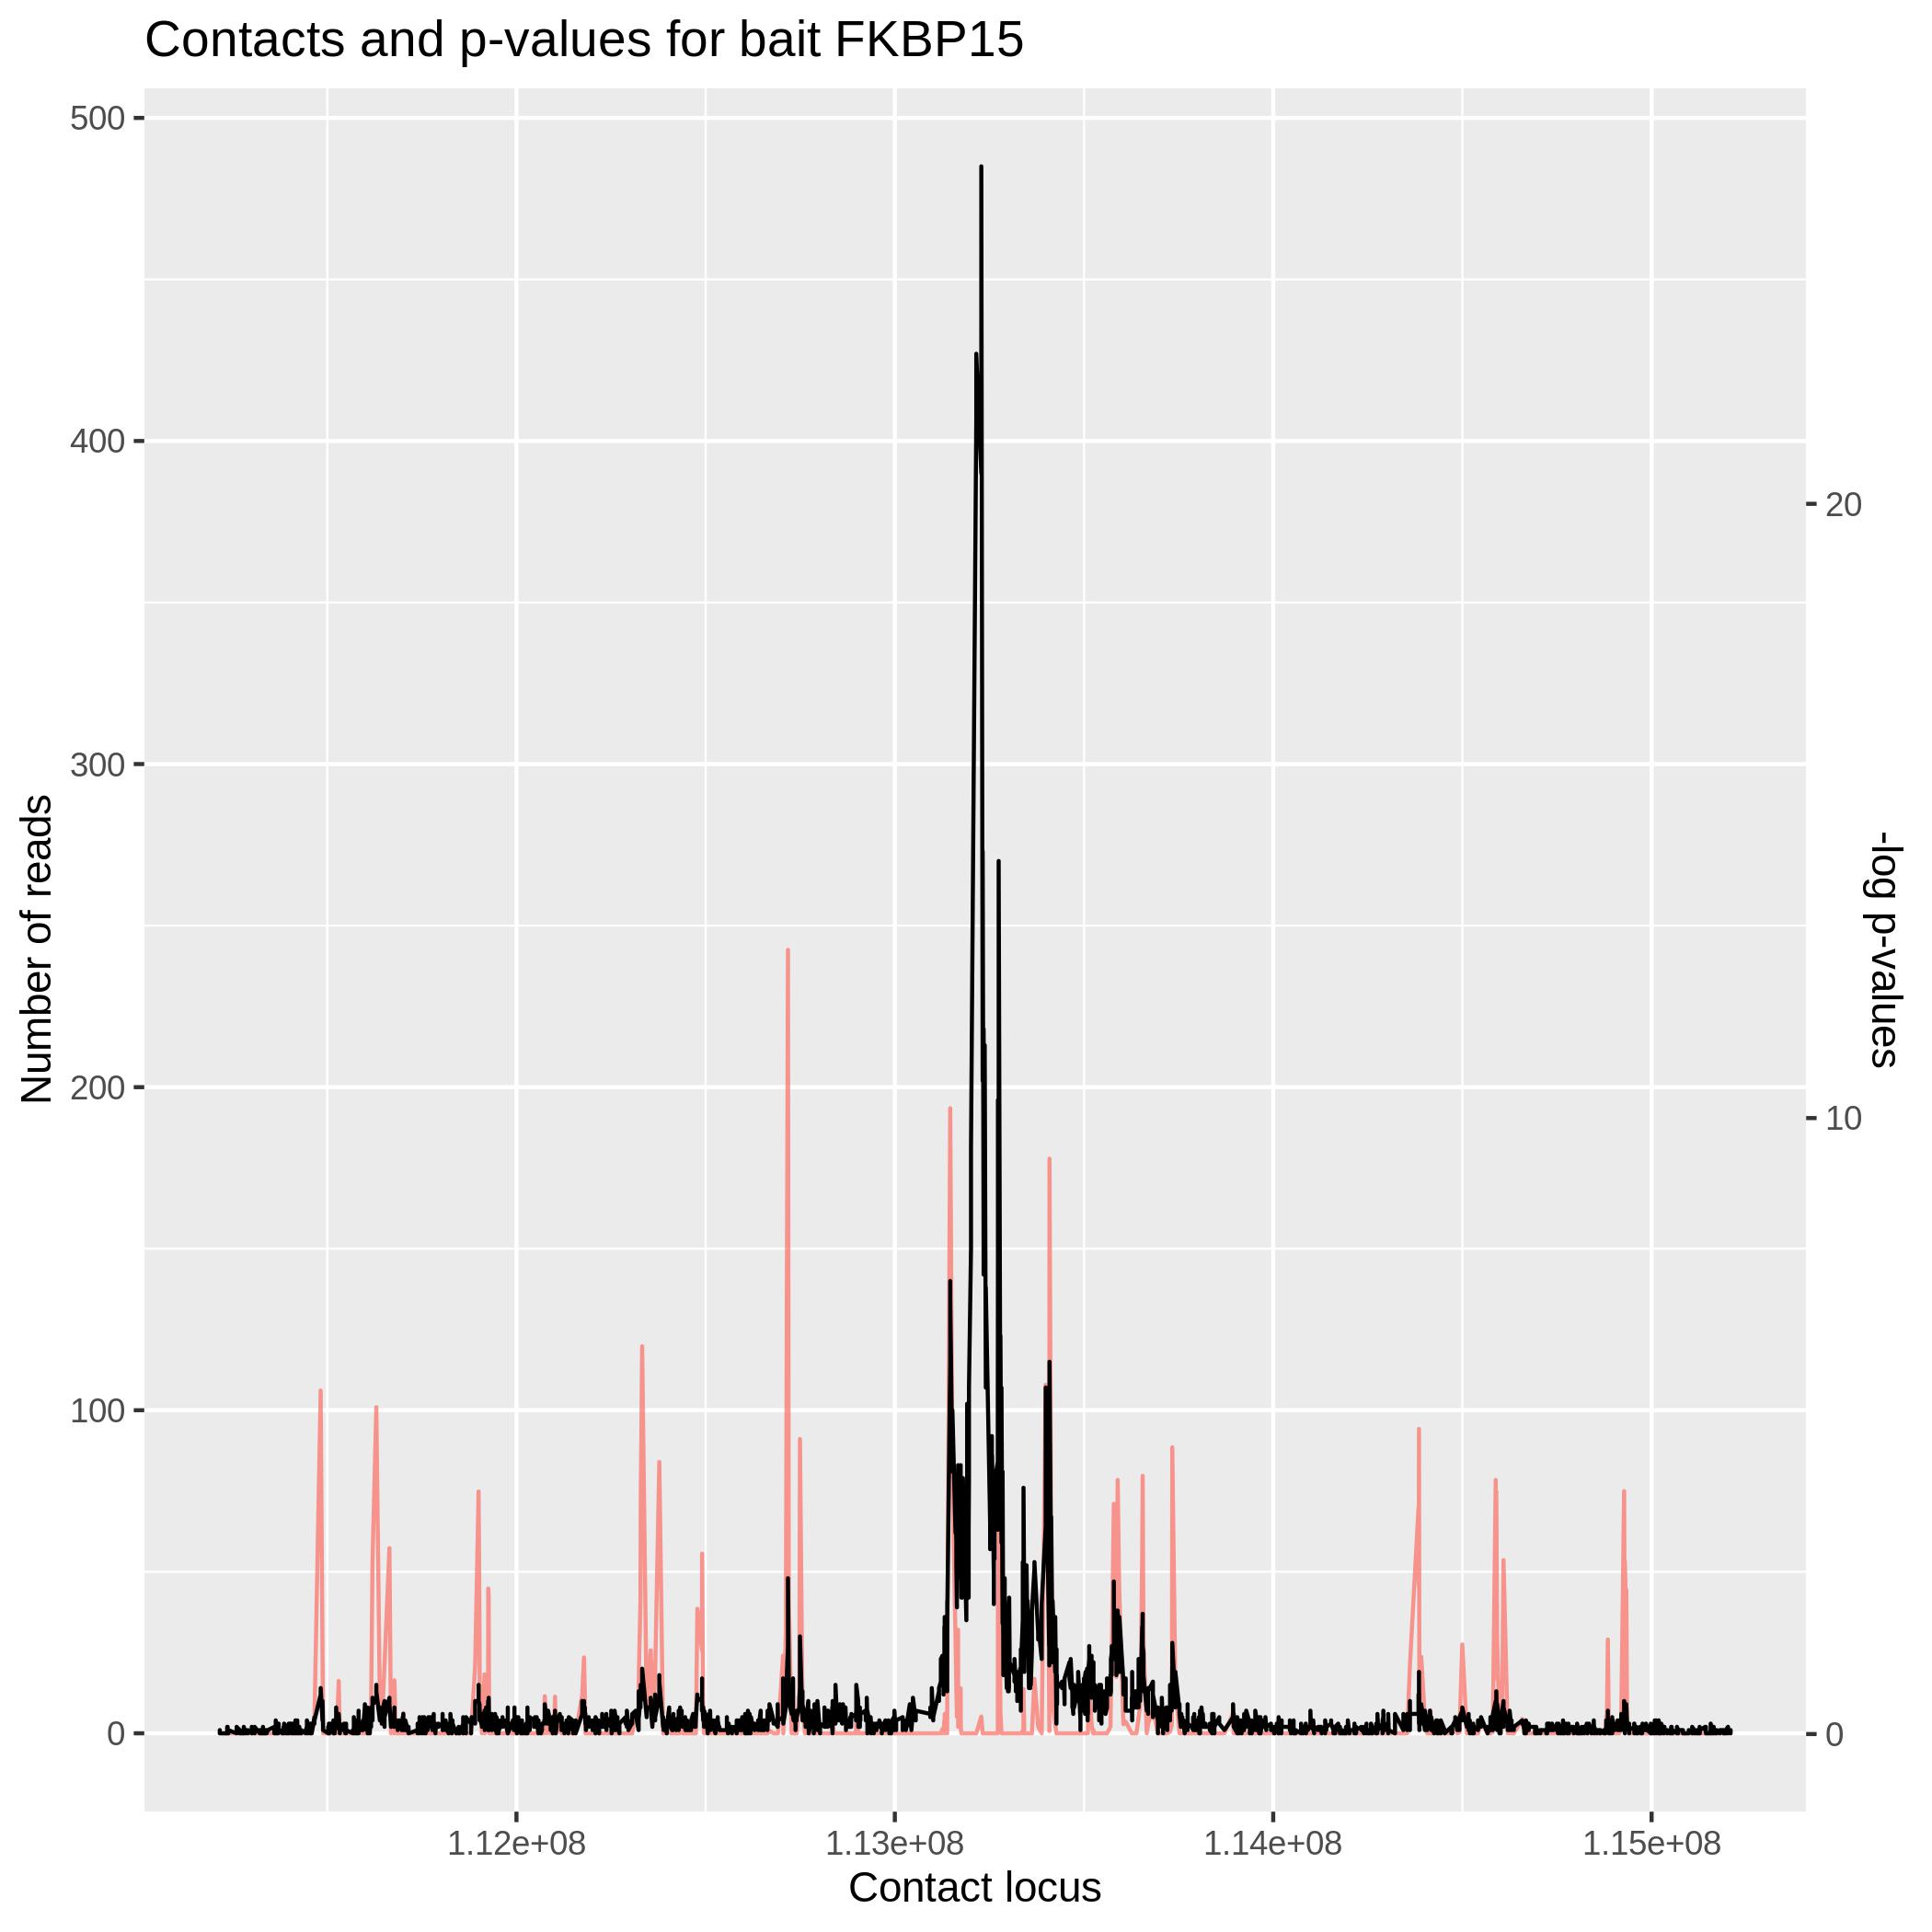 Contacts and p-values for bait FKBP15
500
400
300
200
100
0
Number of reads
20
10
0
-log p-values
1.12e+08
1.13e+08
1.14e+08
1.15e+08
Contact locus